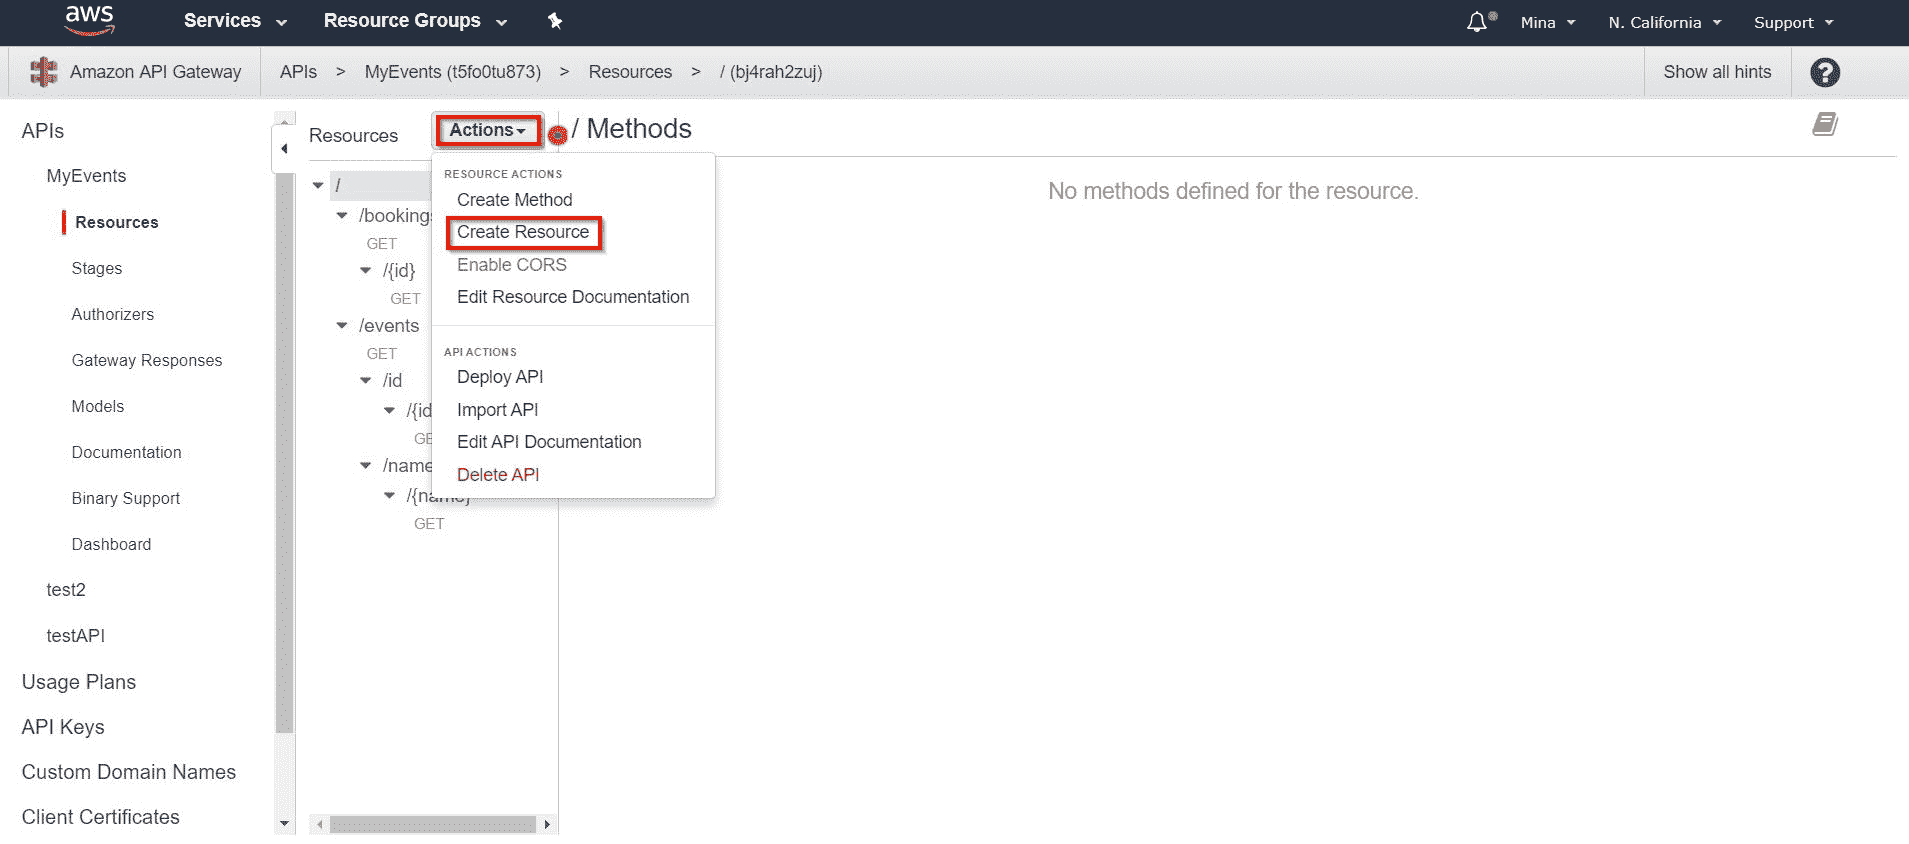 aws Services Resource Groups Mina N. California Support
Amazon API Gateway APIs > MyEvents (t5fo0tu873) > Resources > / (bj4rah2zuj) Show all hints ?
APIs
MyEvents
Resources
Stages
Authorizers
Gateway Responses
Models
Documentation
Binary Support
Dashboard
test2
testAPI
Usage Plans
API Keys
Custom Domain Names
Client Certificates
Resources
Actions
/
/bookings
GET
/{id}
GET
/events
GET
/id
/{id
GE
/name
/{name}
GET
RESOURCE ACTIONS
Create Method
Create Resource
Enable CORS
Edit Resource Documentation
API ACTIONS
Deploy API
Import API
Edit API Documentation
Delete API
/ Methods
No methods defined for the resource.